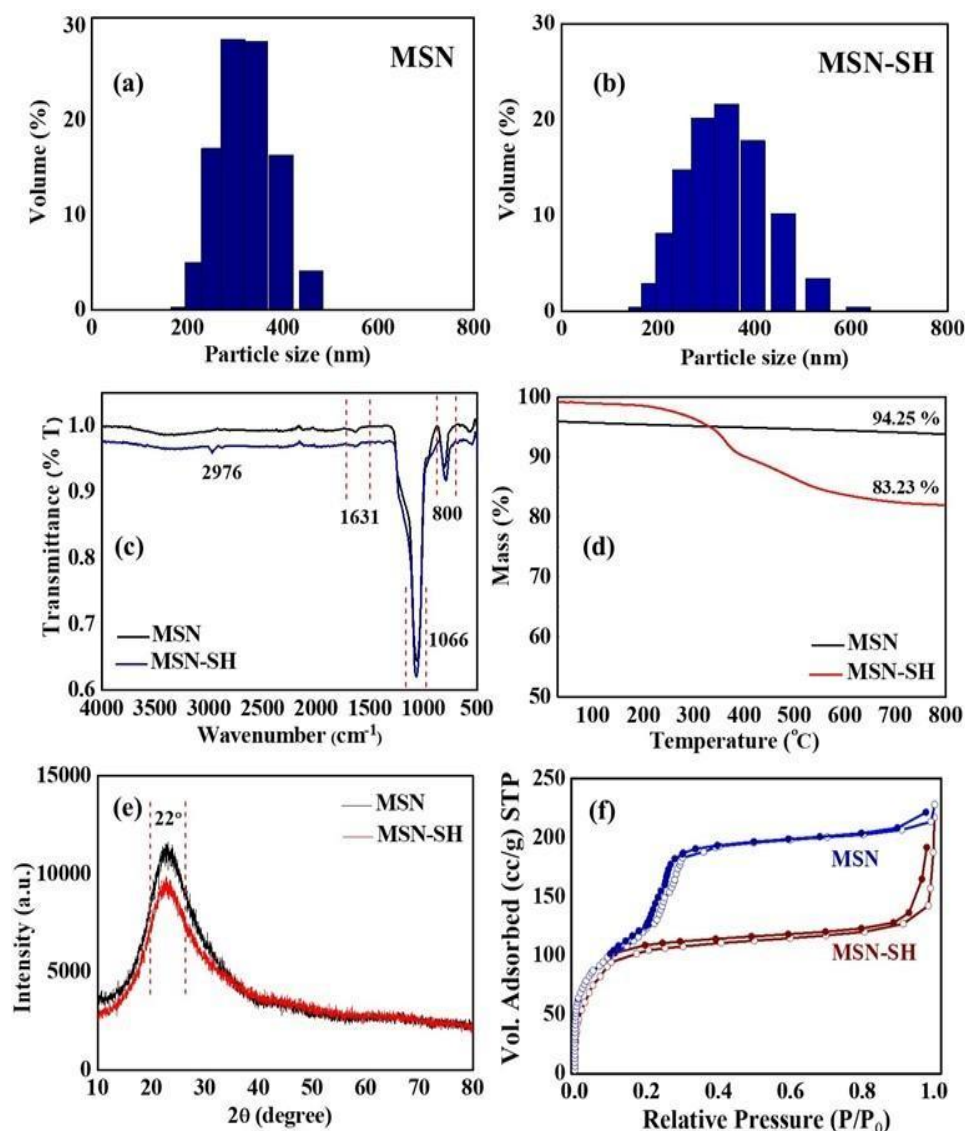 30
20
10
0
Volume (%)
(a)
MSN
0 200 400 600 800
Particle size (nm)
30
20
10
0
Volume (%)
(b)
MSN-SH
0 200 400 600 800
Particle size (nm)
1.0
0.9
0.8
0.7
0.6
Transmittance (% T)
2976
1631
800
(c)
1066
MSN
MSN-SH
4000 3500 3000 2500 2000 1500 1000 500
Wavenumber (cm-1)
100
90
80
70
60
50
Mass (%)
94.25 %
83.23 %
(d)
MSN
MSN-SH
100 200 300 400 500 600 700 800
Temperature (°C)
15000
10000
5000
0
Intensity (a.u.)
22°
(e)
MSN
MSN-SH
10 20 30 40 50 60 70 80
2θ (degree)
250
200
150
100
50
0
Vol. Adsorbed (cc/g) STP
(f)
MSN
MSN-SH
0.0 0.2 0.4 0.6 0.8 1.0
Relative Pressure (P/P0)